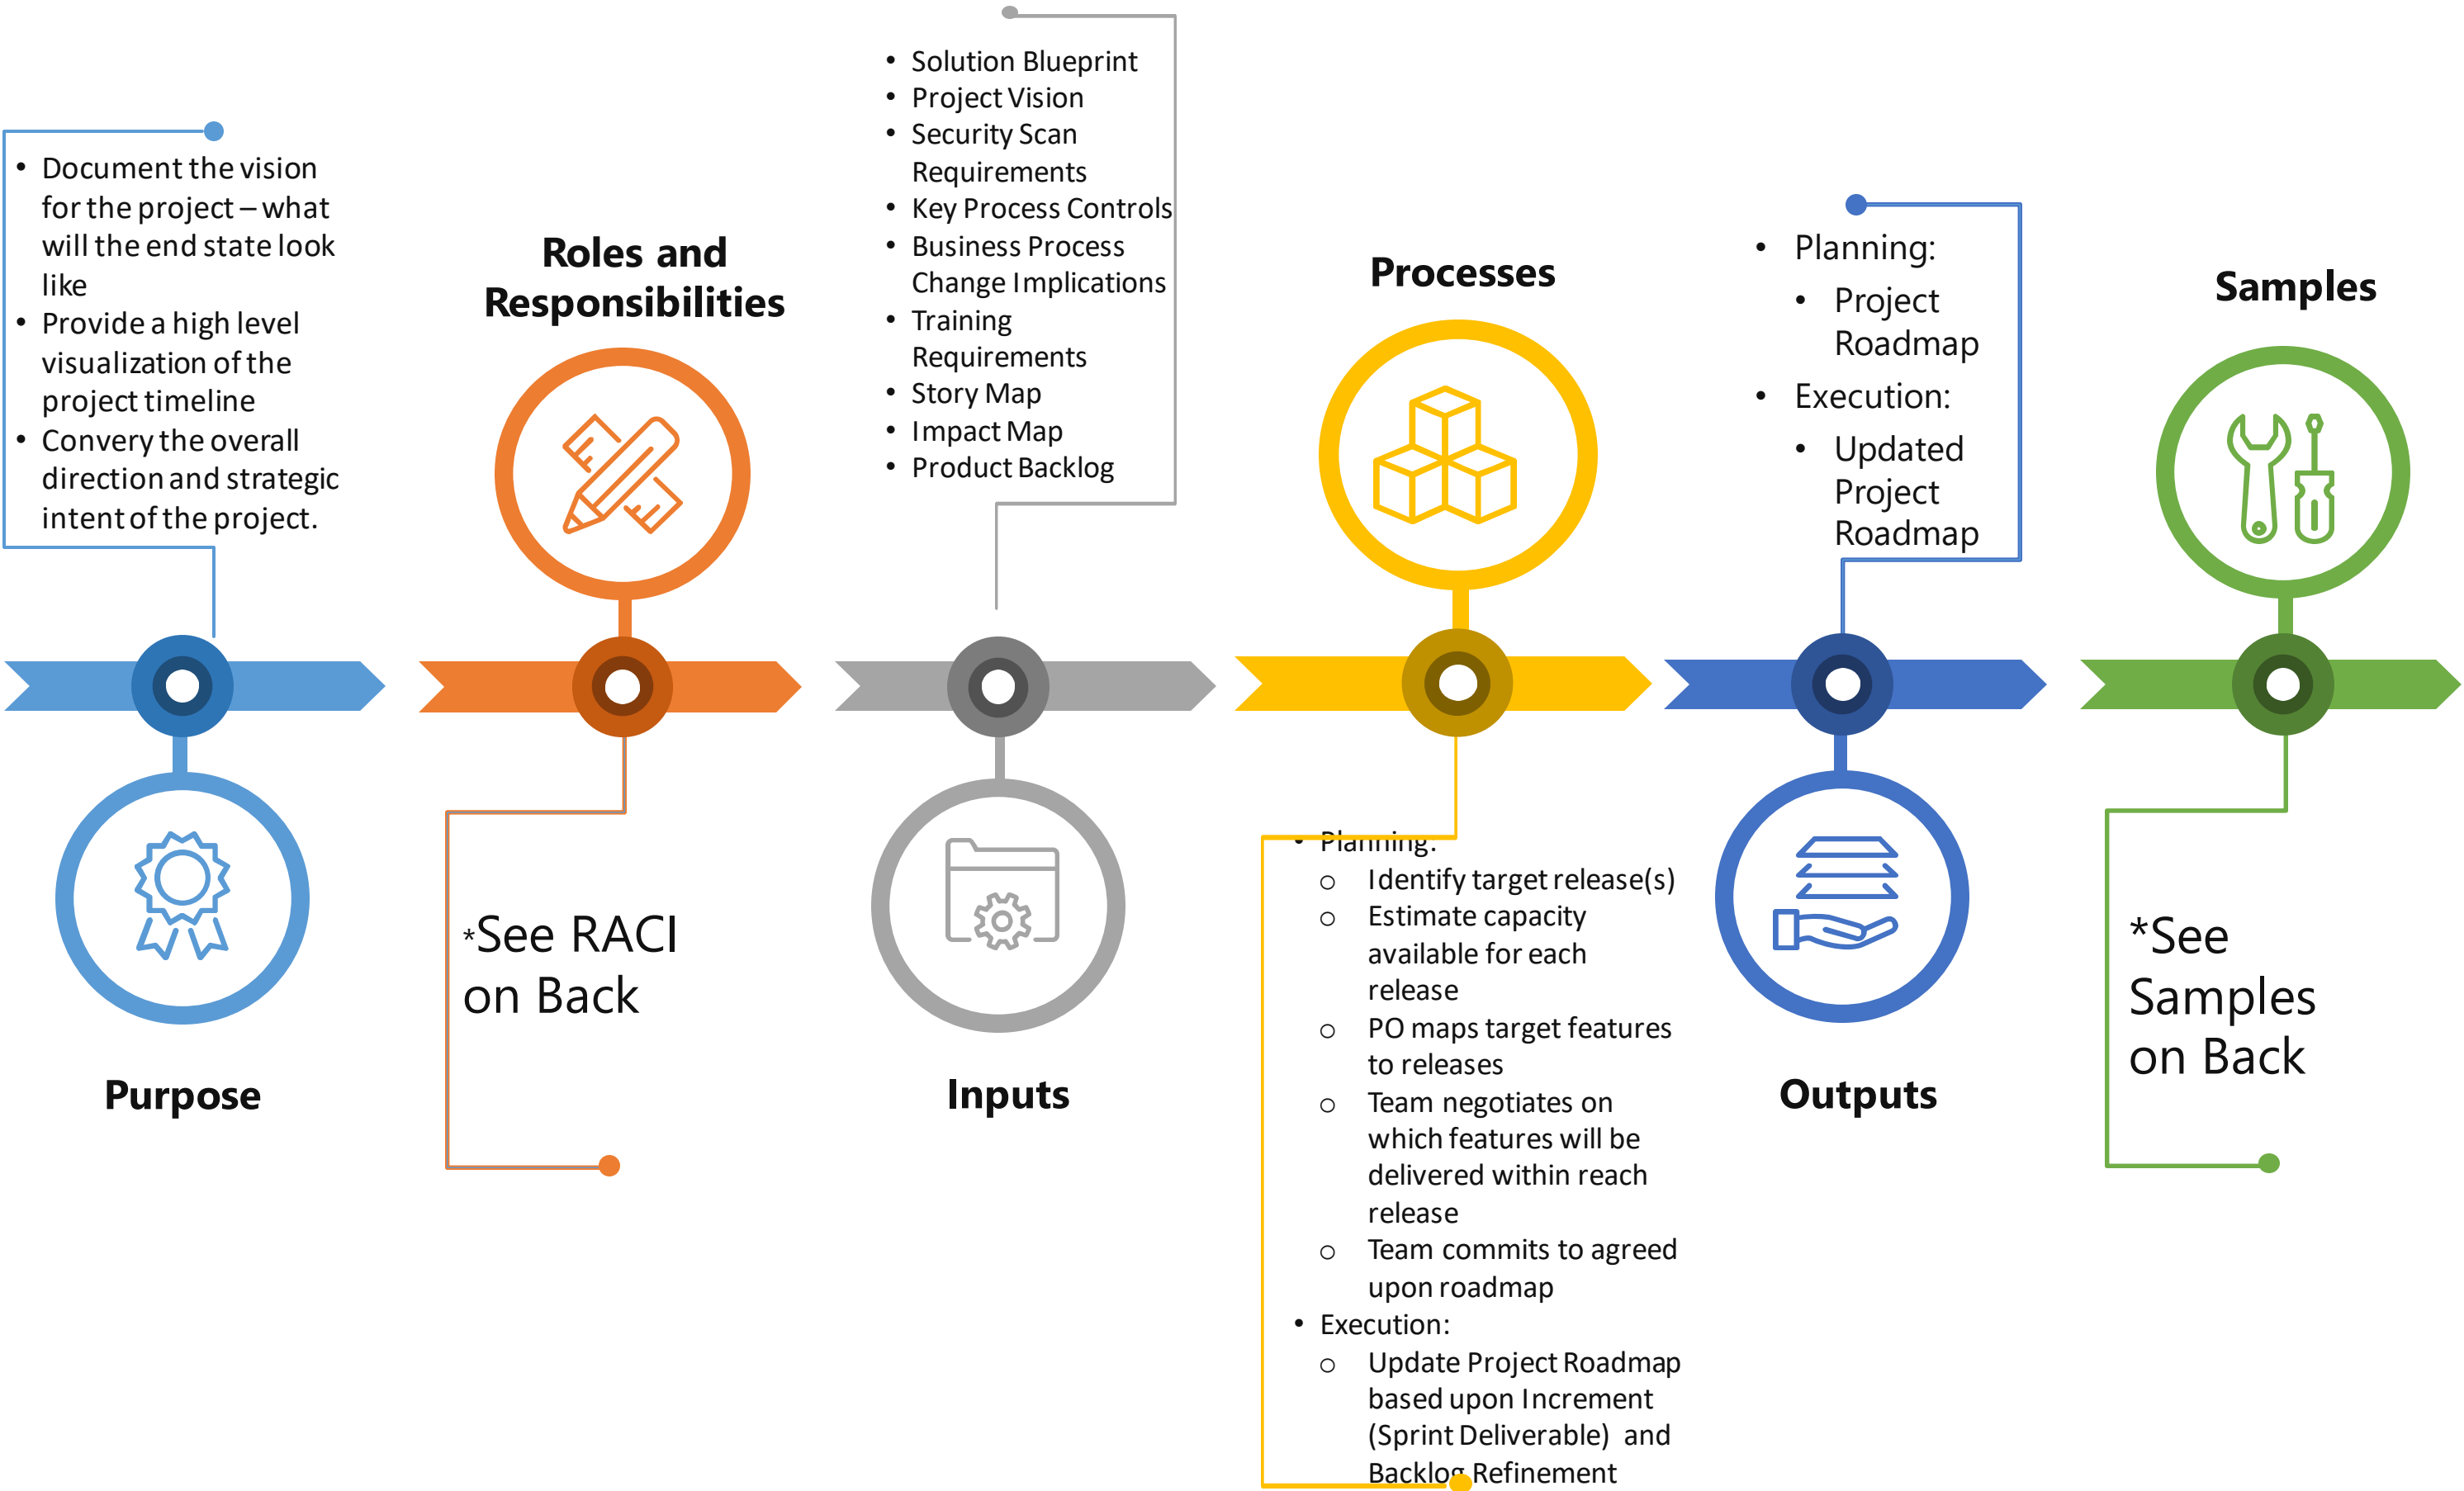 • Document the vision
for the project – what
will the end state look
like
• Provide a high level
visualization of the
project timeline
• Convery the overall
direction and strategic
intent of the project.
Purpose
Roles and
Responsibilities
*See RACI
on Back
• Solution Blueprint
• Project Vision
• Security Scan
Requirements
• Key Process Controls
• Business Process
Change Implications
• Training
Requirements
• Story Map
• Impact Map
• Product Backlog
Inputs
Processes
• Planning:
o Identify target release(s)
o Estimate capacity
available for each
release
o PO maps target features
to releases
o Team negotiates on
which features will be
delivered within reach
release
o Team commits to agreed
upon roadmap
• Execution:
o Update Project Roadmap
based upon Increment
(Sprint Deliverable) and
Backlog Refinement
• Planning:
• Project
Roadmap
• Execution:
• Updated
Project
Roadmap
Outputs
Samples
*See
Samples
on Back